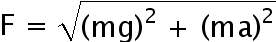 F = √((mg)² + (ma)²)